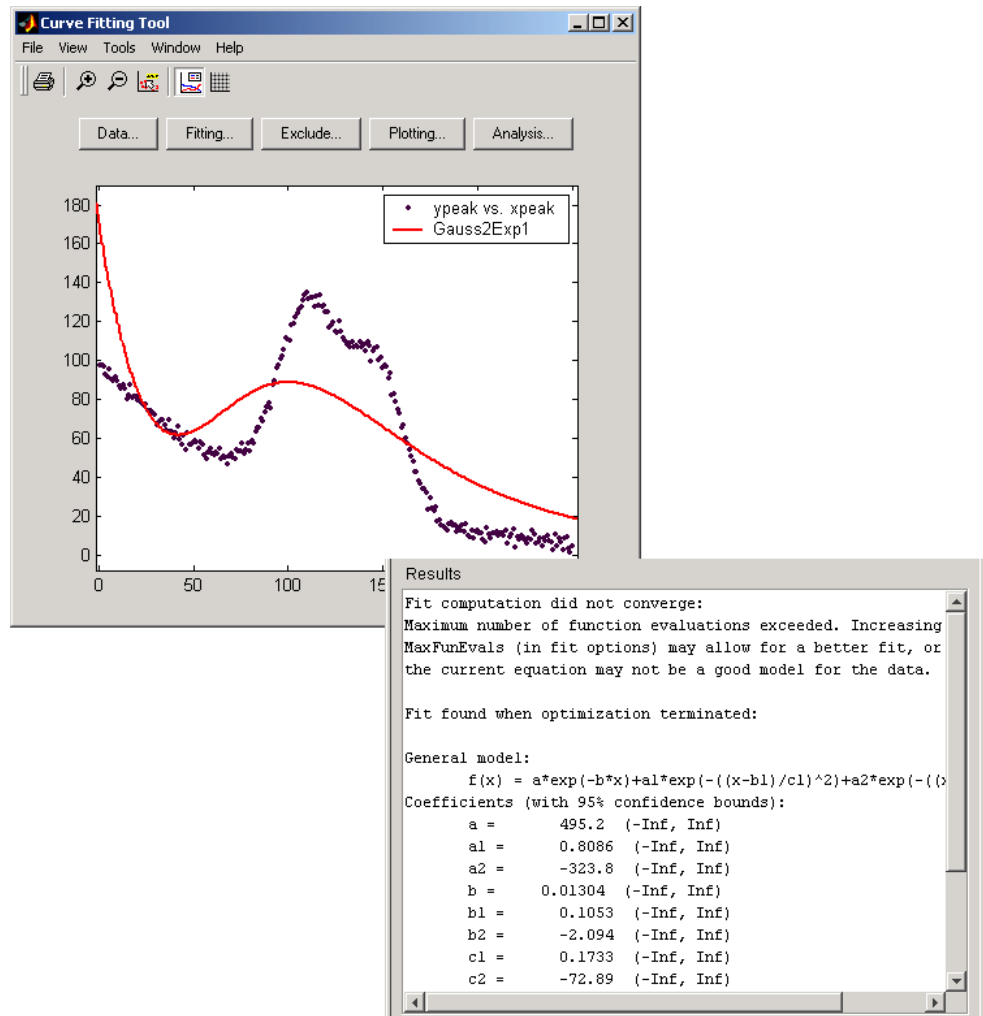 Curve Fitting Tool
File View Tools Window Help
Data... Fitting... Exclude... Plotting... Analysis...
ypeak vs. xpeak
Gauss2Exp1
180
160
140
120
100
80
60
40
20
0
0 50 100
Results
Fit computation did not converge:
Maximum number of function evaluations exceeded. Increasing
MaxFunEvals (in fit options) may allow for a better fit, or
the current equation may not be a good model for the data.
Fit found when optimization terminated:
General model:
f(x) = a*exp(-b*x)+a1*exp(-((x-b1)/c1)^2)+a2*exp(-((
Coefficients (with 95% confidence bounds):
a = 495.2 (-Inf, Inf)
a1 = 0.8086 (-Inf, Inf)
a2 = -323.8 (-Inf, Inf)
b = 0.01304 (-Inf, Inf)
b1 = 0.1053 (-Inf, Inf)
b2 = -2.094 (-Inf, Inf)
c1 = 0.1733 (-Inf, Inf)
c2 = -72.89 (-Inf, Inf)